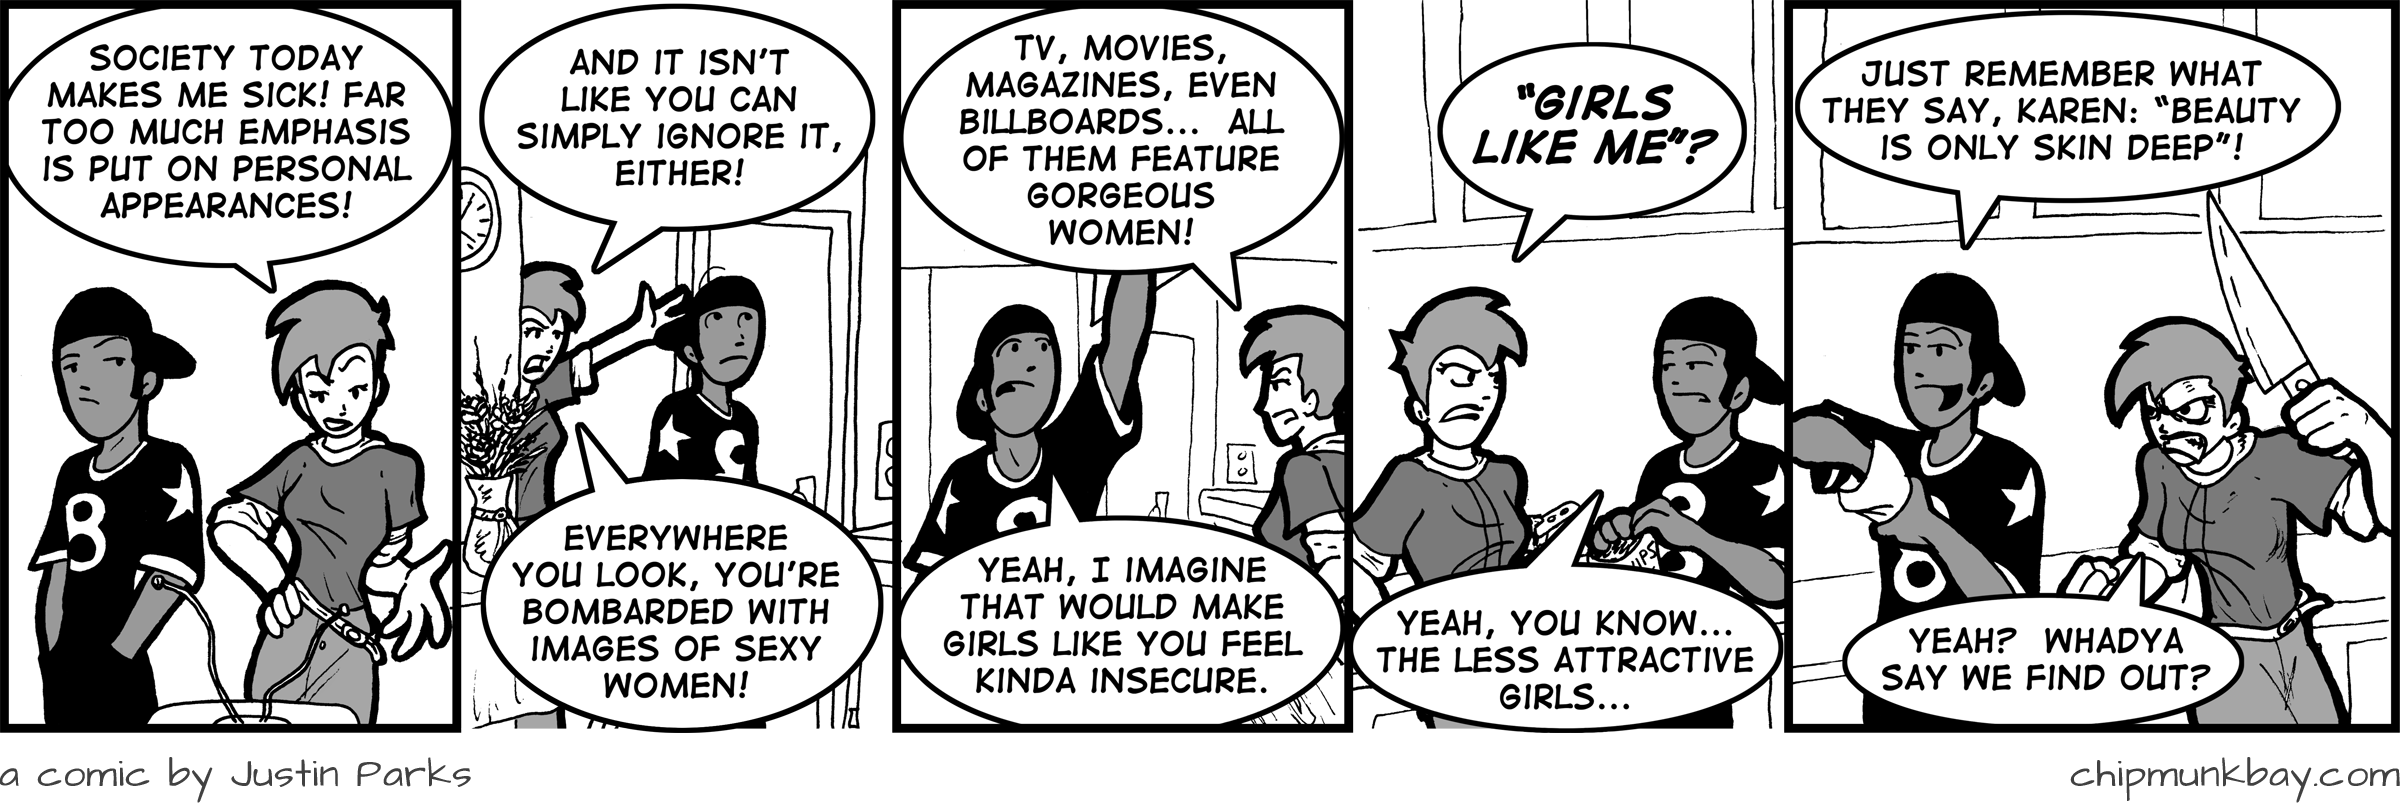 SOCIETY TODAY
MAKES ME SICK! FAR
TOO MUCH EMPHASIS
IS PUT ON PERSONAL
APPEARANCES!
AND IT ISN'T
LIKE YOU CAN
SIMPLY IGNORE IT,
EITHER!
EVERYWHERE
YOU LOOK, YOU'RE
BOMBARDED WITH
IMAGES OF SEXY
WOMEN!
TV, MOVIES,
MAGAZINES, EVEN
BILLBOARDS... ALL
OF THEM FEATURE
GORGEOUS
WOMEN!
YEAH, I IMAGINE
THAT WOULD MAKE
GIRLS LIKE YOU FEEL
KINDA INSECURE.
"GIRLS
LIKE ME"?
YEAH, YOU KNOW...
THE LESS ATTRACTIVE
GIRLS...
JUST REMEMBER WHAT
THEY SAY, KAREN: "BEAUTY
IS ONLY SKIN DEEP"!
YEAH? WHADYA
SAY WE FIND OUT?
a comic by Justin Parks
chipmunkbay.com